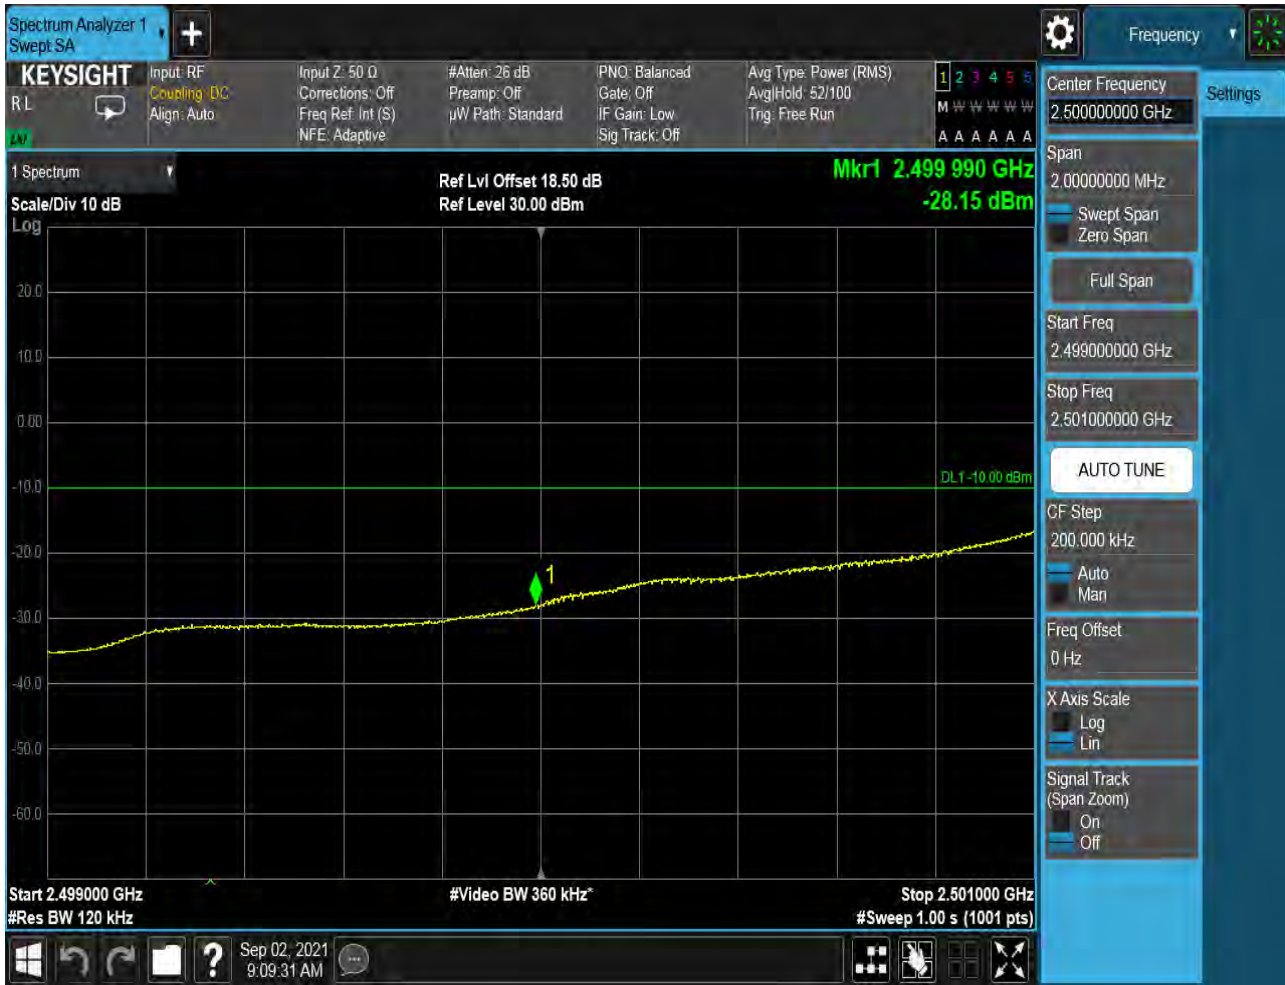 Spectrum Analyzer 1
Swept SA
Frequency
KEYSIGHT
R L
Input: RF
Coupling: DC
Align: Auto
Input Z: 50 Ω
Corrections: Off
Freq Ref: Int (S)
NFE: Adaptive
#Atten: 26 dB
Preamp: Off
µW Path: Standard
PNO: Balanced
Gate: Off
IF Gain: Low
Sig Track: Off
Avg Type: Power (RMS)
Avg|Hold: 52/100
Trig: Free Run
1 2 3 4 5 6
M W W W W W
A A A A A A
1 Spectrum
Scale/Div 10 dB
Log
Ref Lvl Offset 18.50 dB
Ref Level 30.00 dBm
Mkr1 2.499 990 GHz
-28.15 dBm
20.0
10.0
0.00
-10.0
-20.0
-30.0
-40.0
-50.0
-60.0
DL1 -10.00 dBm
1
Start 2.499000 GHz
#Res BW 120 kHz
#Video BW 360 kHz*
Stop 2.501000 GHz
#Sweep 1.00 s (1001 pts)
Center Frequency
2.500000000 GHz
Settings
Span
2.00000000 MHz
Swept Span
Zero Span
Full Span
Start Freq
2.499000000 GHz
Stop Freq
2.501000000 GHz
AUTO TUNE
CF Step
200.000 kHz
Auto
Man
Freq Offset
0 Hz
X Axis Scale
Log
Lin
Signal Track
(Span Zoom)
On
Off
?
Sep 02, 2021
9:09:31 AM